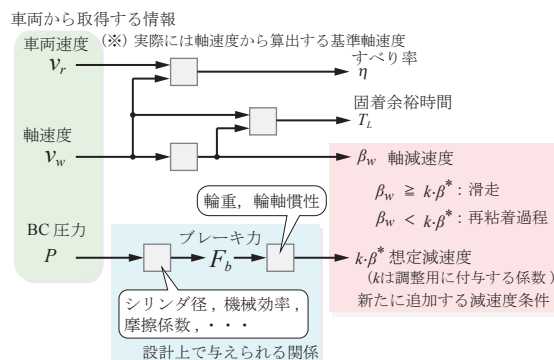 車両から取得する情報
車両速度
(※) 実際には軸速度から算出する基準軸速度
v_r
すべり率
η
固着余裕時間
T_L
軸速度
v_w
β_w 軸減速度
β_w ≧ k·β* : 滑走
β_w < k·β* : 再粘着過程
輪重，輪軸慣性
BC 圧力
ブレーキ力
P
F_b
k·β* 想定減速度
(kは調整用に付与する係数)
新たに追加する減速度条件
シリンダ径，機械効率，
摩擦係数，・・・
設計上で与えられる関係